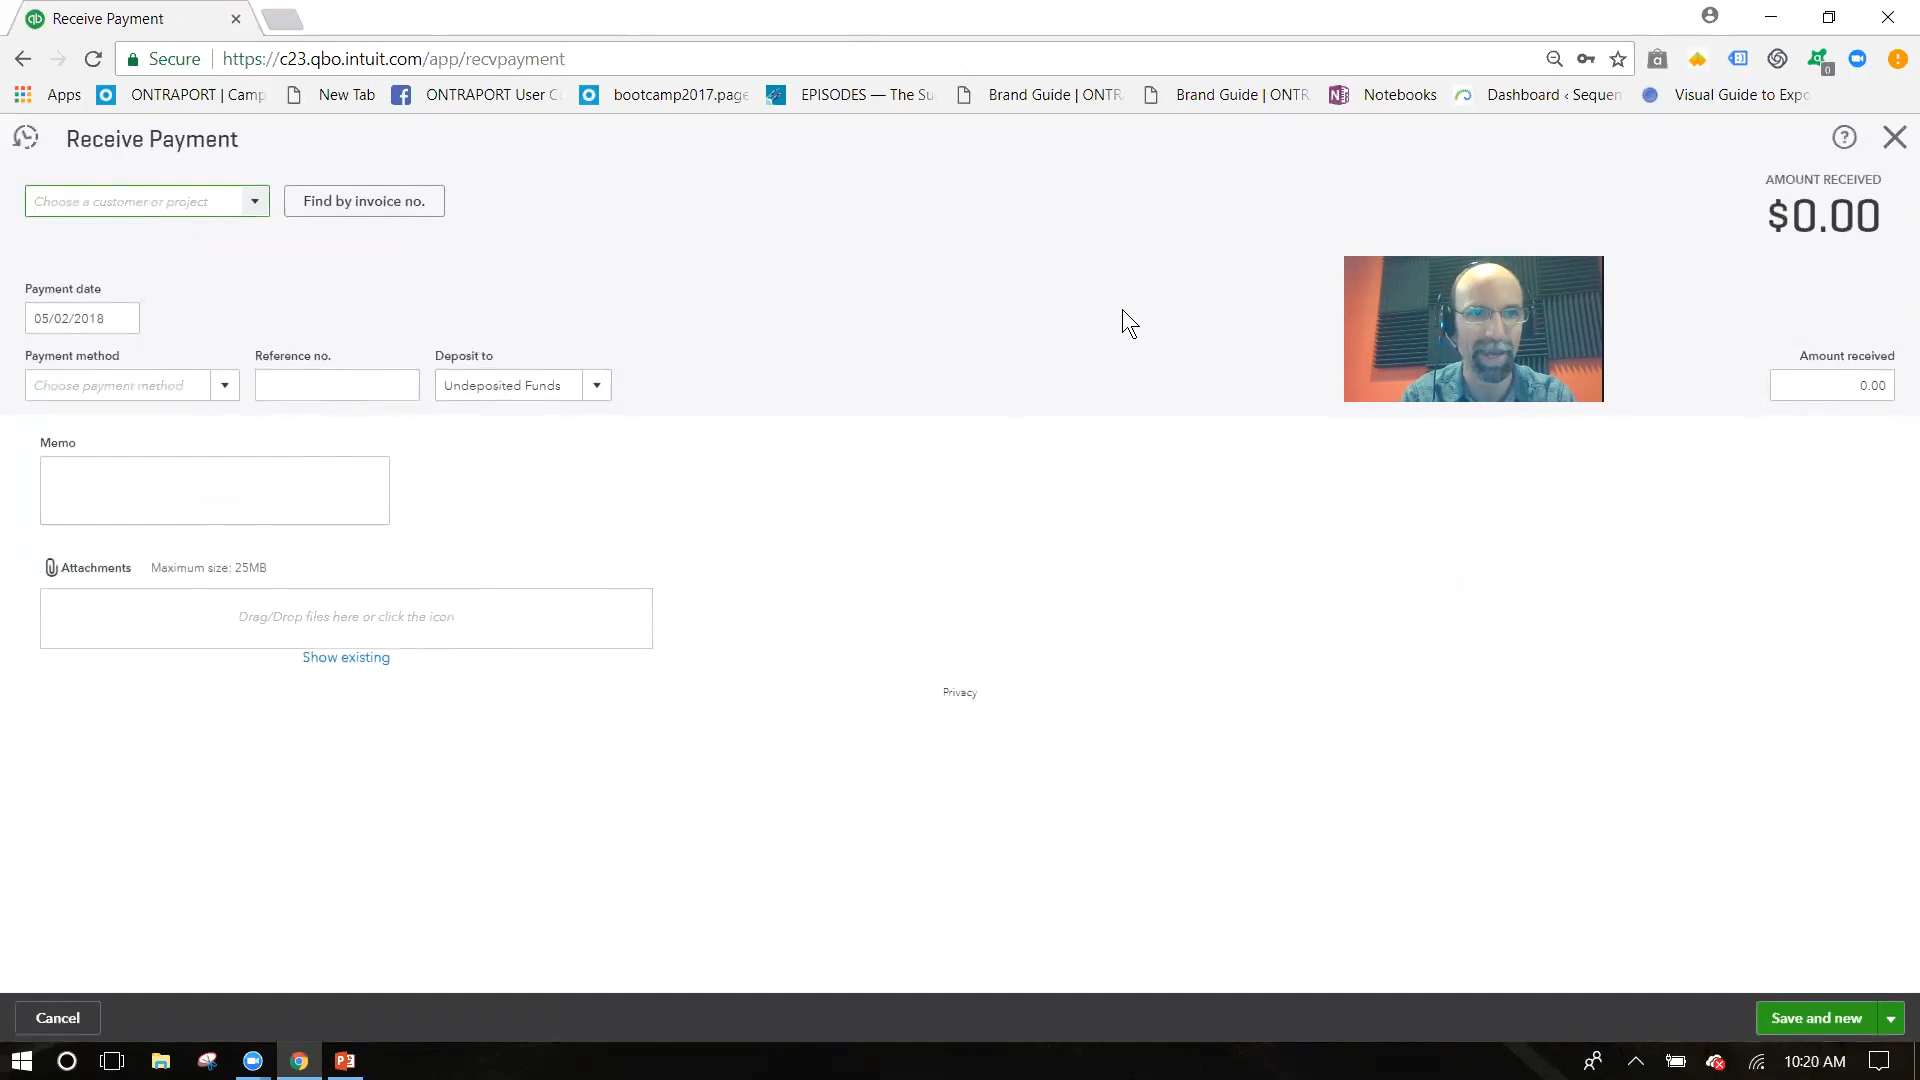 Receive Payment
Secure https://c23.qbo.intuit.com/app/recvpayment
Apps ONTRAPORT | Camp New Tab ONTRAPORT User C bootcamp2017.page EPISODES — The Su Brand Guide | ONTR Brand Guide | ONTR Notebooks Dashboard ‹ Sequen Visual Guide to Expo
Receive Payment
AMOUNT RECEIVED
$0.00
Choose a customer or project
Find by invoice no.
Payment date
05/02/2018
Payment method Reference no. Deposit to Amount received
Choose payment method Undeposited Funds 0.00
Memo
Attachments Maximum size: 25MB
Drag/Drop files here or click the icon
Show existing
Privacy
Cancel Save and new
10:20 AM